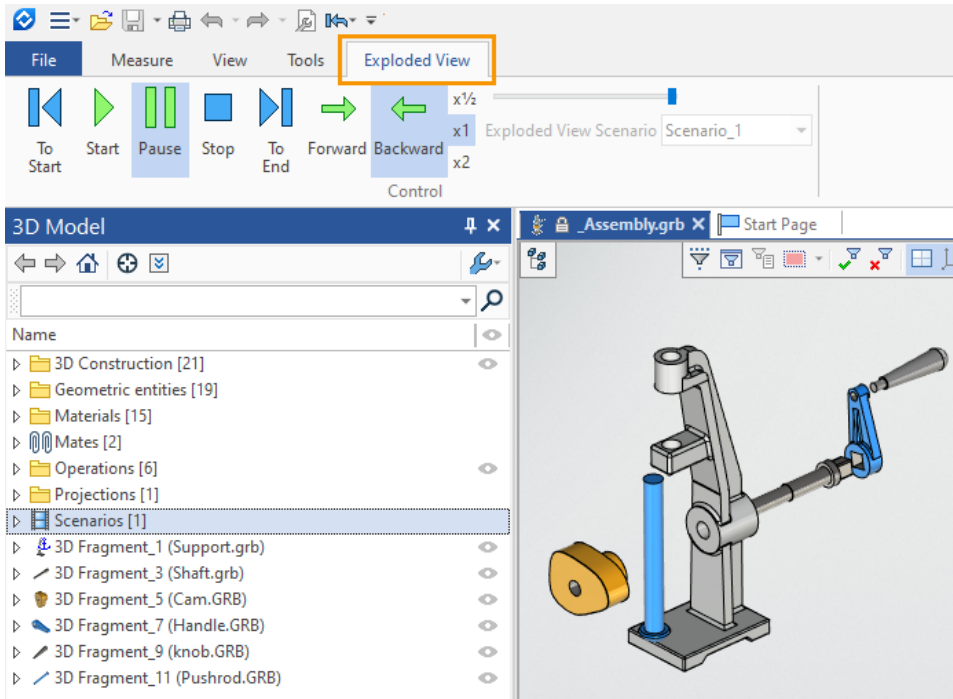 File Measure View Tools Exploded View
To Start
Start
Pause
Stop
To End
Forward
Backward
x½
x1
x2
Exploded View Scenario Scenario_1
Control
3D Model
_Assembly.grb Start Page
Name
3D Construction [21]
Geometric entities [19]
Materials [15]
Mates [2]
Operations [6]
Projections [1]
Scenarios [1]
3D Fragment_1 (Support.grb)
3D Fragment_3 (Shaft.grb)
3D Fragment_5 (Cam.GRB)
3D Fragment_7 (Handle.GRB)
3D Fragment_9 (knob.GRB)
3D Fragment_11 (Pushrod.GRB)